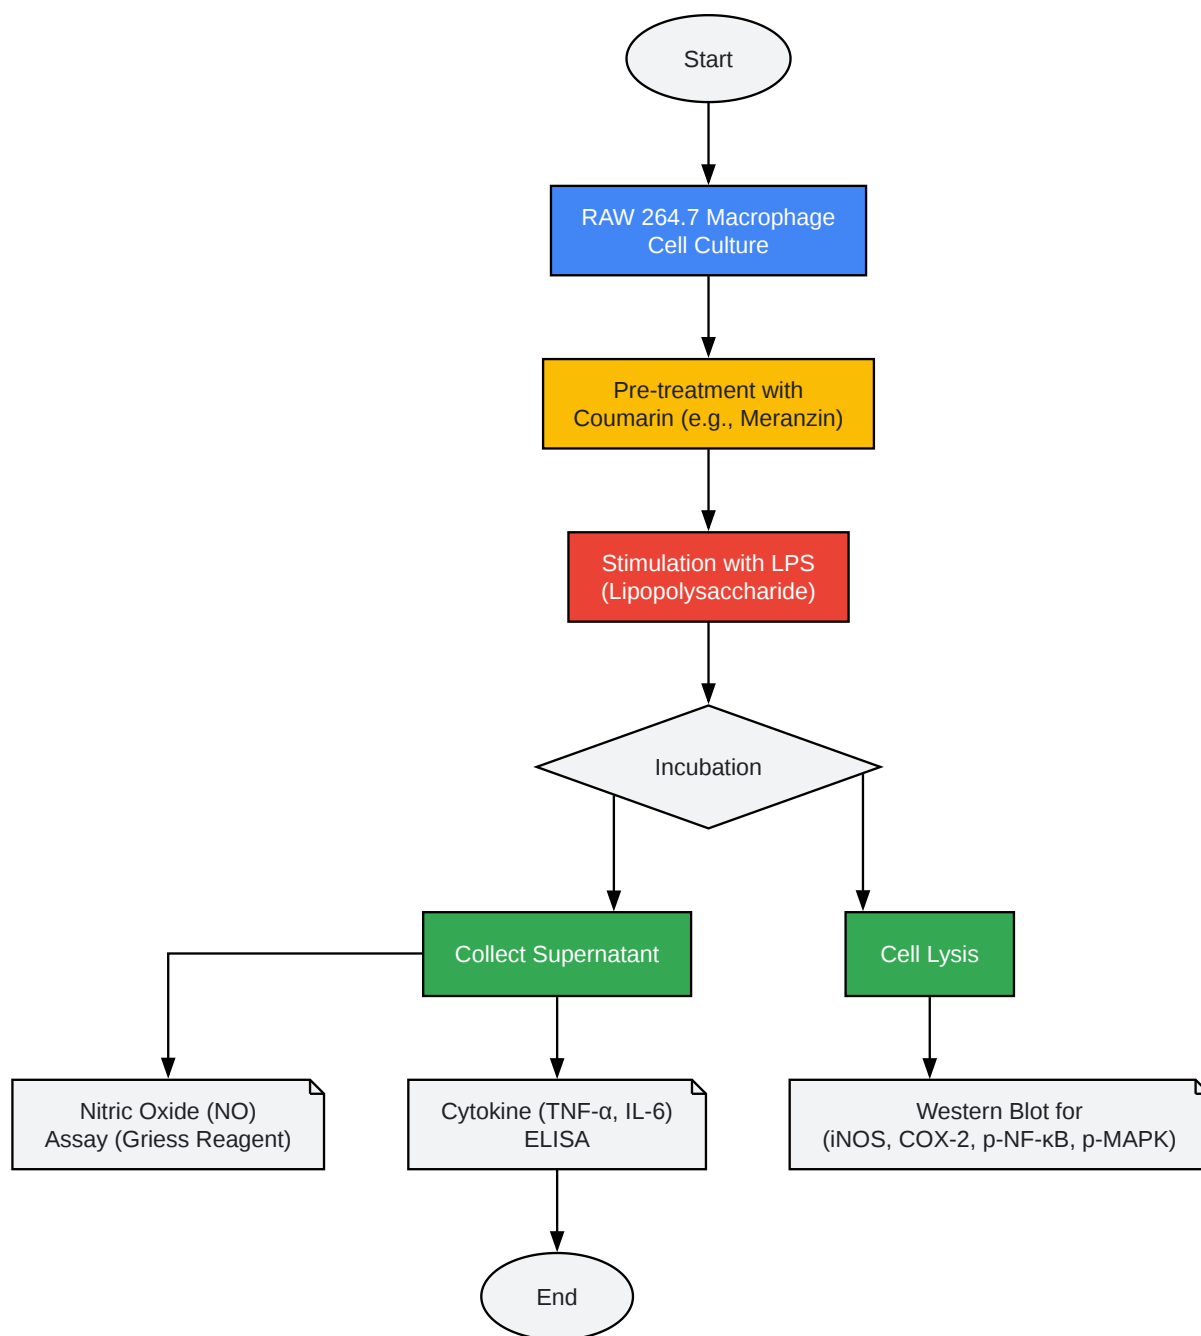 Start
RAW 264.7 Macrophage
Cell Culture
Pre-treatment with
Coumarin (e.g., Meranzin)
Stimulation with LPS
(Lipopolysaccharide)
Incubation
Collect Supernatant
Cell Lysis
Nitric Oxide (NO)
Assay (Griess Reagent)
Cytokine (TNF-α, IL-6)
ELISA
Western Blot for
(iNOS, COX-2, p-NF-κB, p-MAPK)
End